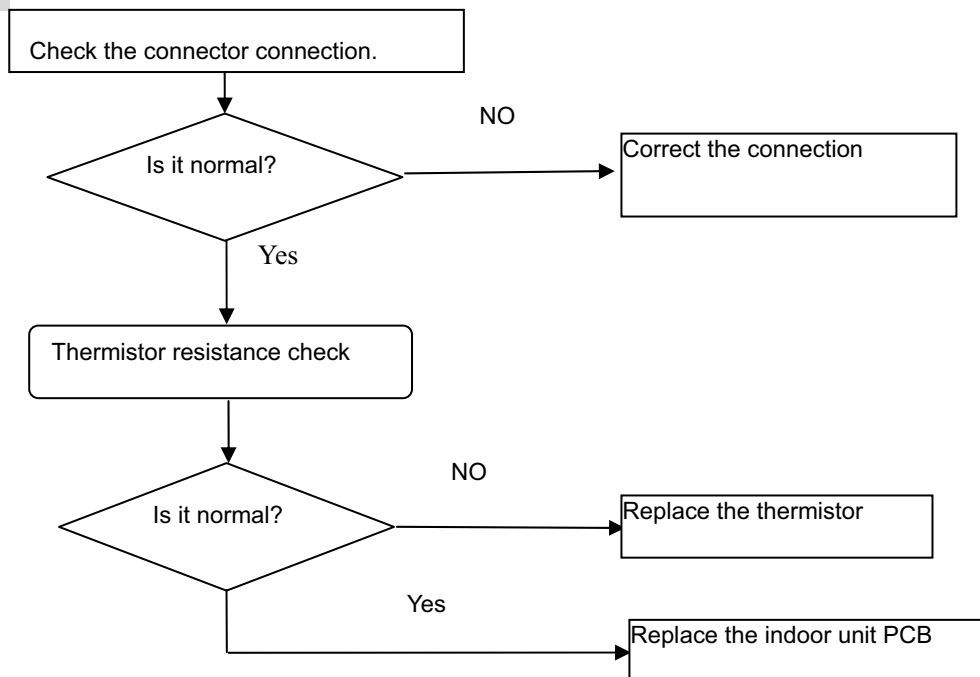 Check the connector connection.
NO
Is it normal?
Correct the connection
Yes
Thermistor resistance check
NO
Is it normal?
Replace the thermistor
Yes
Replace the indoor unit PCB